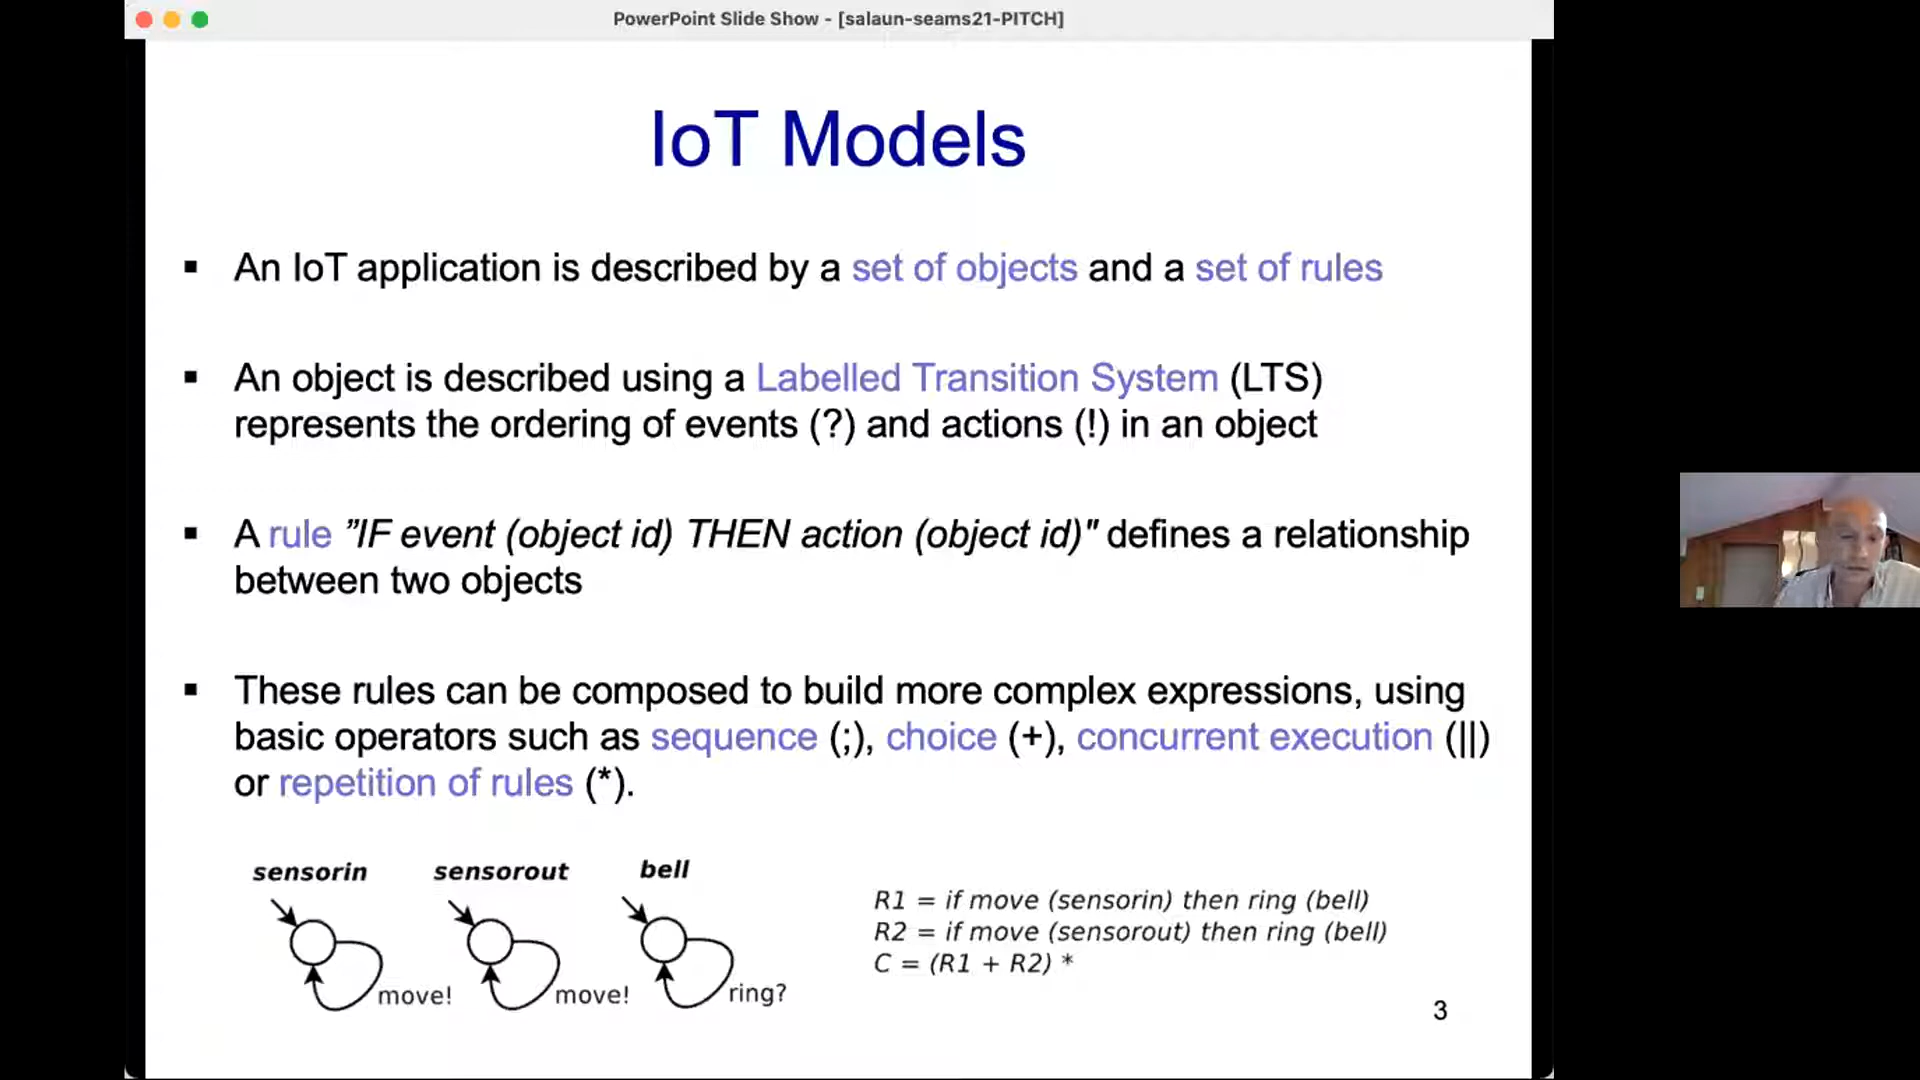 PowerPoint Slide Show - [salaun-seams21-PITCH]
IoT Models
▪ An IoT application is described by a set of objects and a set of rules
▪ An object is described using a Labelled Transition System (LTS)
represents the ordering of events (?) and actions (!) in an object
▪ A rule ”IF event (object id) THEN action (object id)" defines a relationship
between two objects
▪ These rules can be composed to build more complex expressions, using
basic operators such as sequence (;), choice (+), concurrent execution (||)
or repetition of rules (*).
sensorin sensorout bell
move! move! ring?
R1 = if move (sensorin) then ring (bell)
R2 = if move (sensorout) then ring (bell)
C = (R1 + R2) *
3